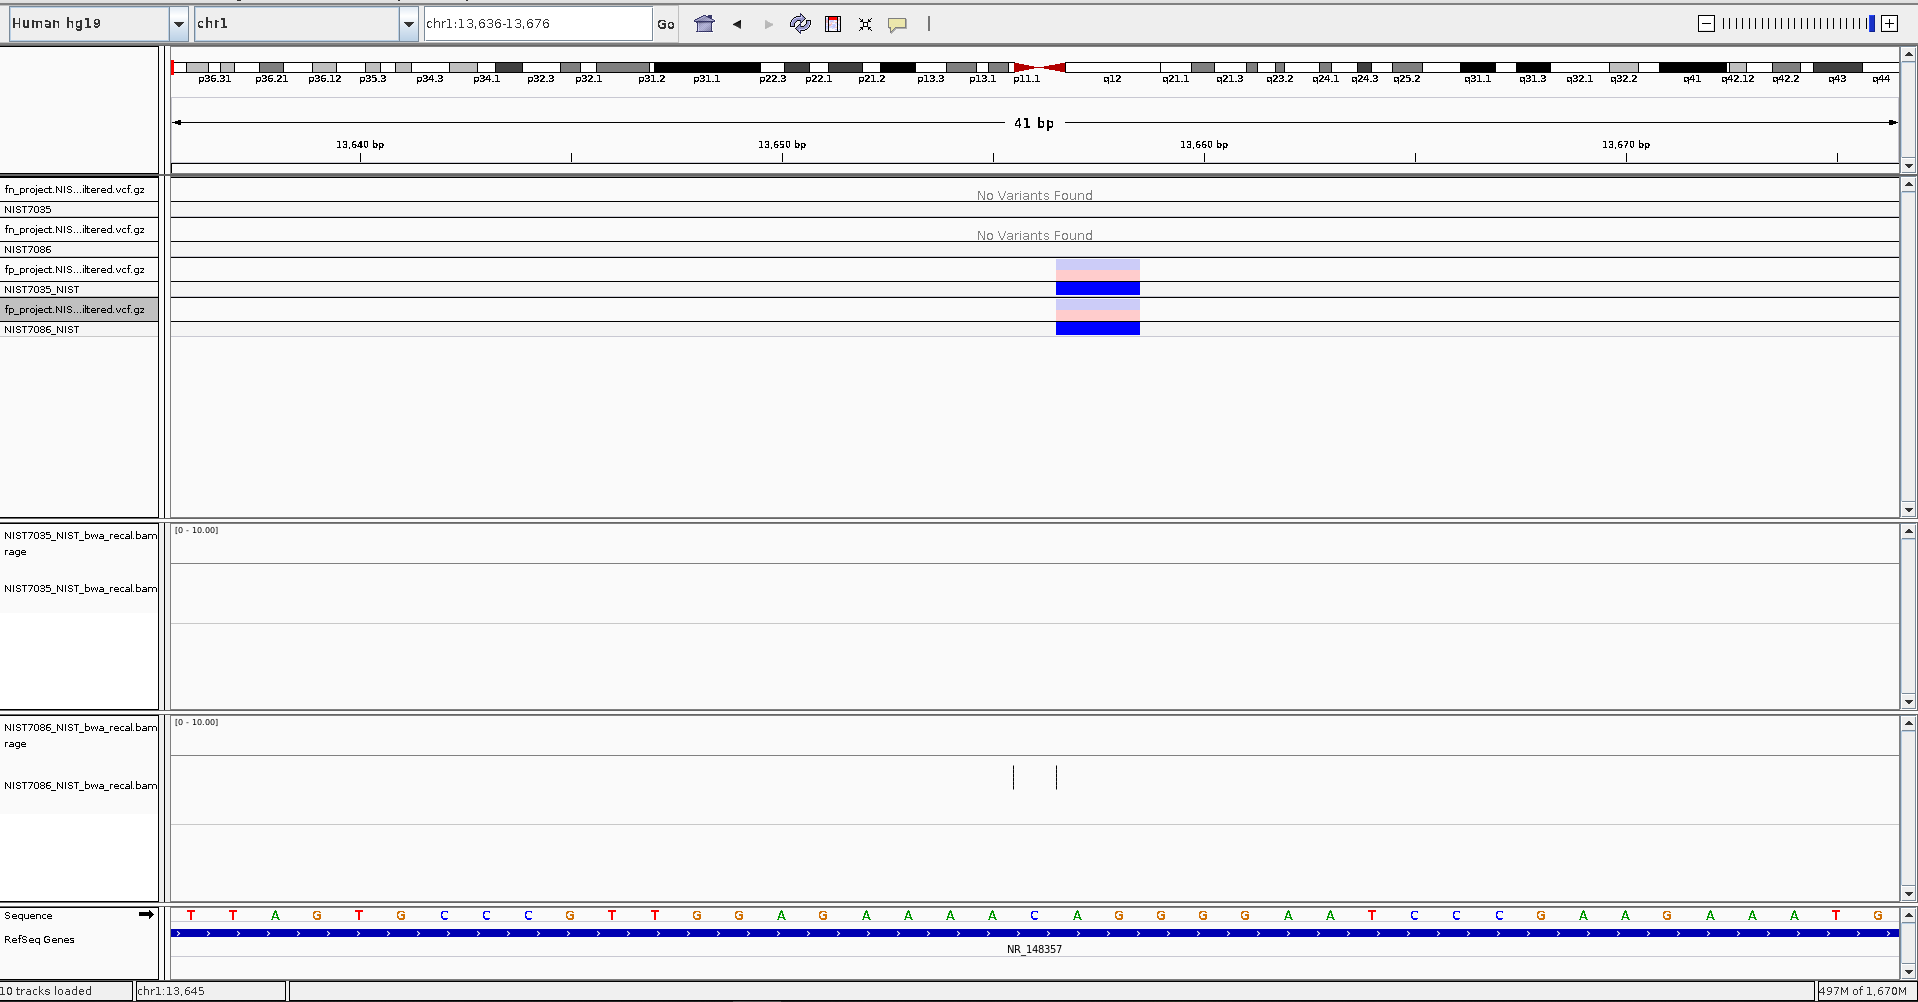 Human hg19 chr1 chr1:13,636-13,676 Go
p36.31 p36.21 p36.12 p35.3 p34.3 p34.1 p32.3 p32.1 p31.2 p31.1 p22.3 p22.1 p21.2 p13.3 p13.1 p11.1 q12 q21.1 q21.3 q23.2 q24.1 q24.3 q25.2 q31.1 q31.3 q32.1 q32.2 q41 q42.12 q42.2 q43 q44
41 bp
13,640 bp 13,650 bp 13,660 bp 13,670 bp
fn_project.NIS...iltered.vcf.gz No Variants Found
NIST7035
fn_project.NIS...iltered.vcf.gz No Variants Found
NIST7086
fp_project.NIS...iltered.vcf.gz
NIST7035_NIST
fp_project.NIS...iltered.vcf.gz
NIST7086_NIST
[0 - 10.00]
NIST7035_NIST_bwa_recal.bam
rage
NIST7035_NIST_bwa_recal.bam
[0 - 10.00]
NIST7086_NIST_bwa_recal.bam
rage
NIST7086_NIST_bwa_recal.bam
Sequence T T A G T G C C C G T T G G A G A A A A C A G G G G A A T C C C G A A G A A A T G
RefSeq Genes
NR_148357
10 tracks loaded chr1:13,645 497M of 1,670M